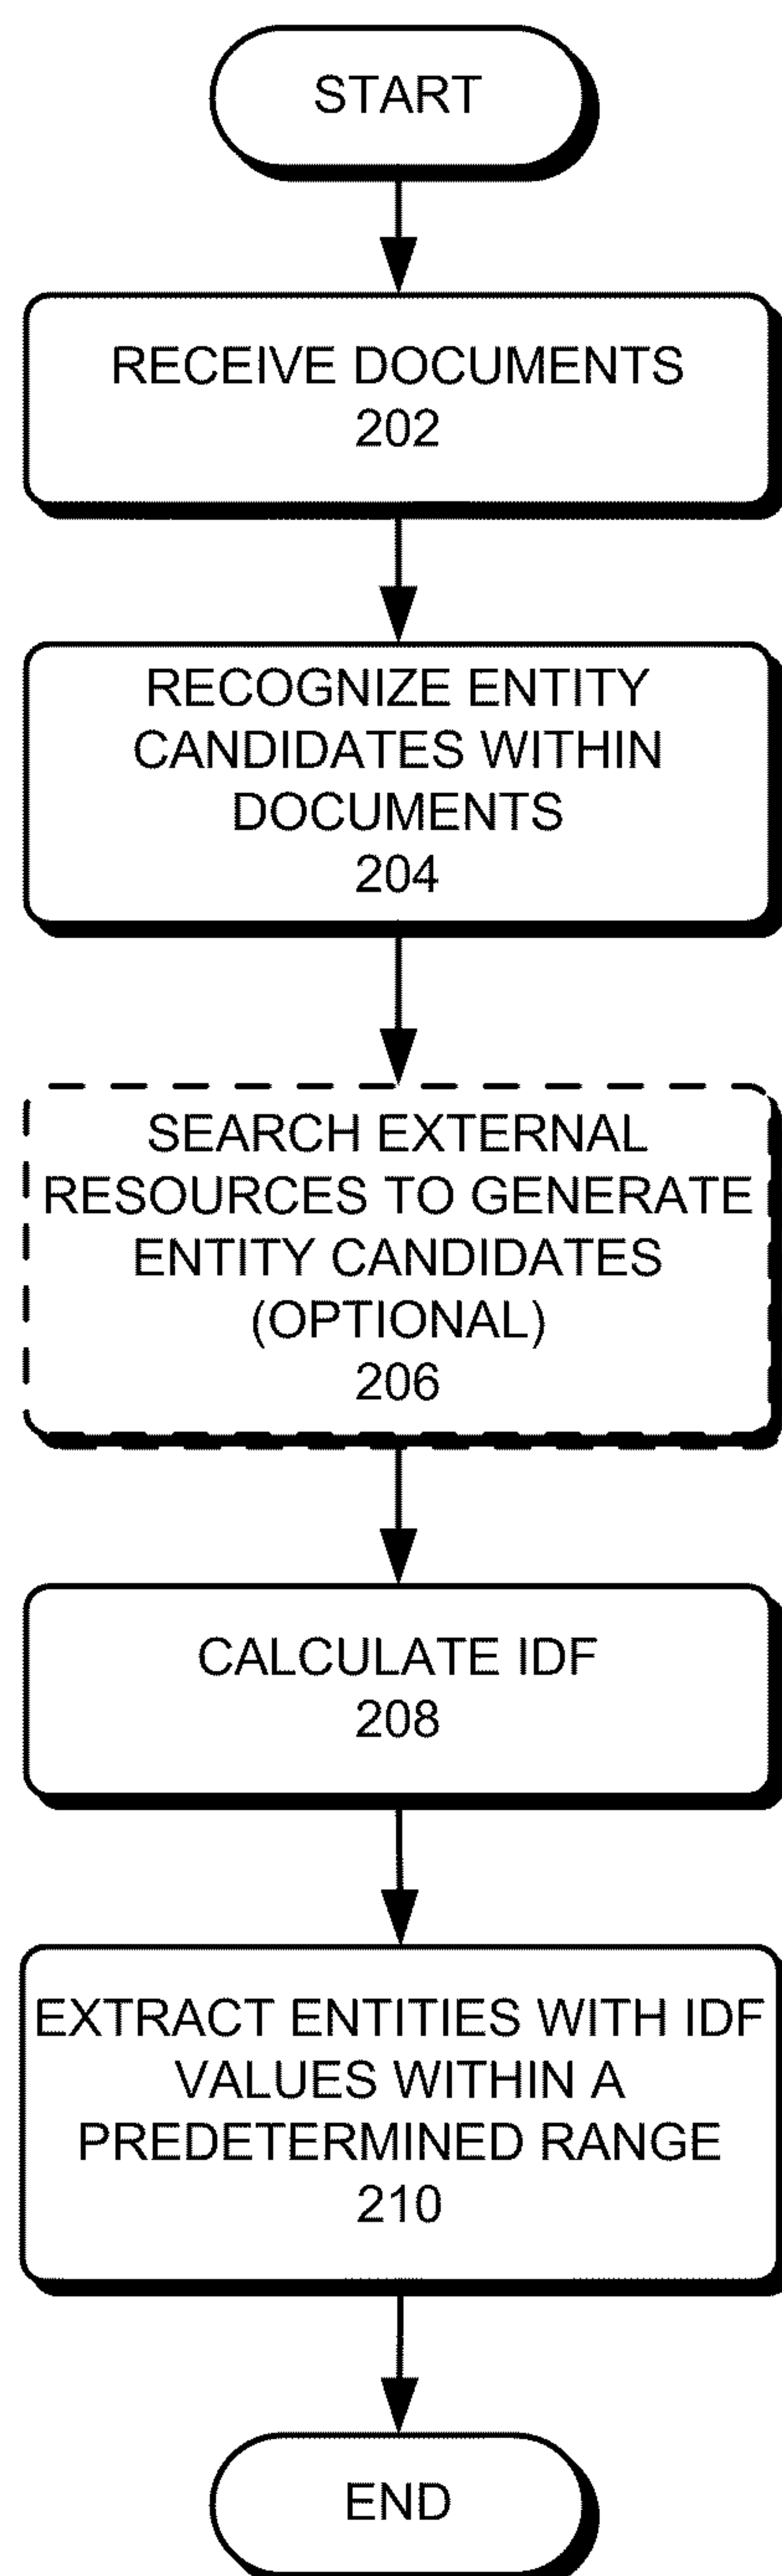 START
RECEIVE DOCUMENTS
202
RECOGNIZE ENTITY
CANDIDATES WITHIN
DOCUMENTS
204
SEARCH EXTERNAL
RESOURCES TO GENERATE
ENTITY CANDIDATES
(OPTIONAL)
206
CALCULATE IDF
208
EXTRACT ENTITIES WITH IDF
VALUES WITHIN A
PREDETERMINED RANGE
210
END